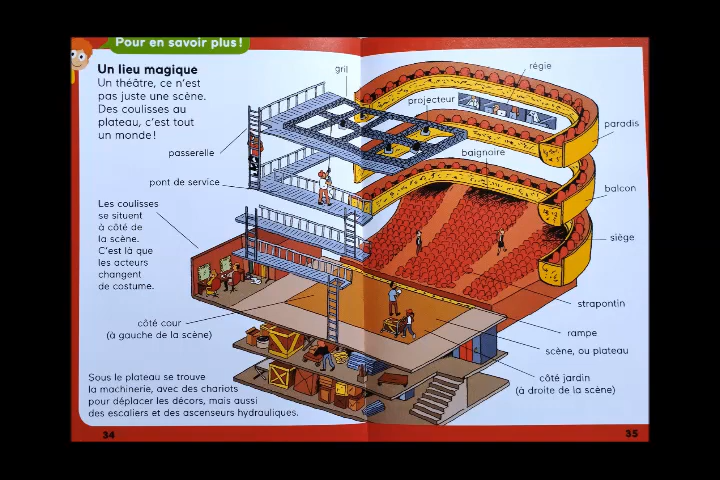 Pour en savoir plus !
Un lieu magique
Un théâtre, ce n'est
pas juste une scène.
Des coulisses au
plateau, c'est tout
un monde !
gril
régie
projecteur
paradis
passerelle
baignoire
pont de service
balcon
Les coulisses
se situent
à côté de
la scène.
C'est là que
les acteurs
changent
de costume.
siège
strapontin
côté cour
(à gauche de la scène)
rampe
scène, ou plateau
côté jardin
(à droite de la scène)
Sous le plateau se trouve
la machinerie, avec des chariots
pour déplacer les décors, mais aussi
des escaliers et des ascenseurs hydrauliques.
34
35